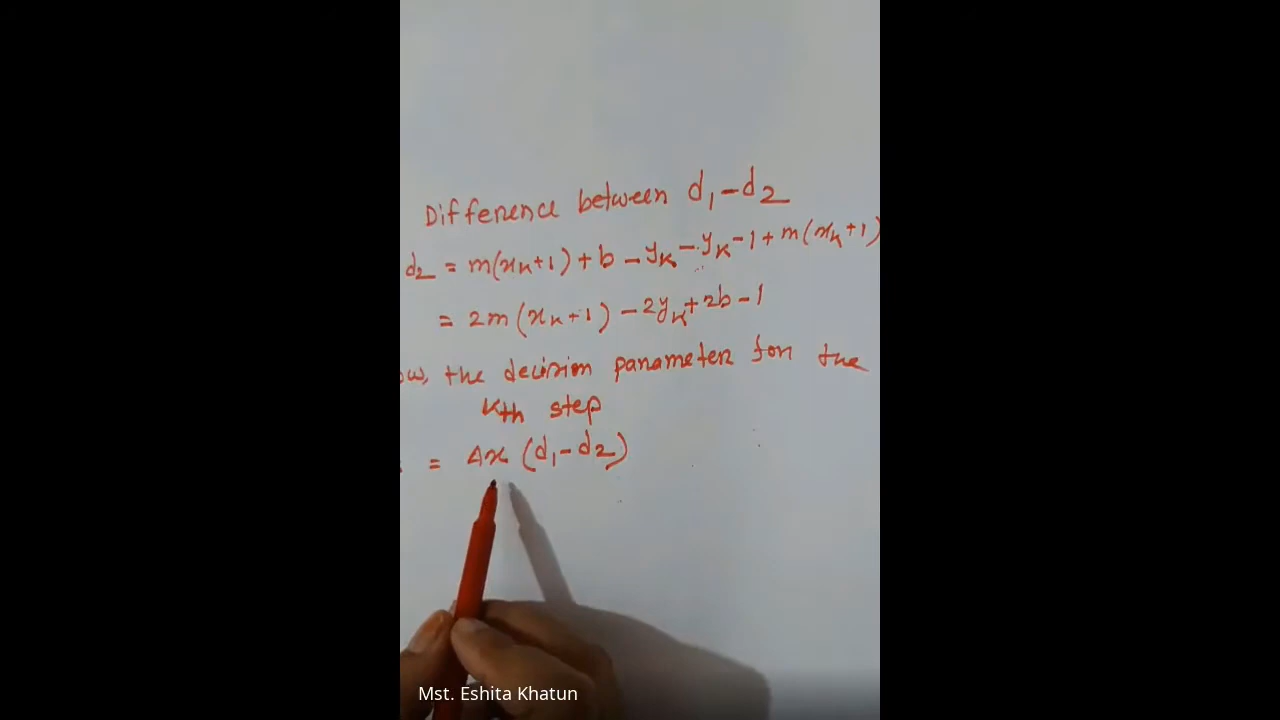 Difference between d₁-d₂
d₂ = m(xₖ+1) + b - yₖ - yₖ - 1 + m(xₖ+1)
= 2m(xₖ+1) - 2yₖ + 2b - 1
ow, the decision parameter for the
kth step
= Δx (d₁-d₂)
Mst. Eshita Khatun